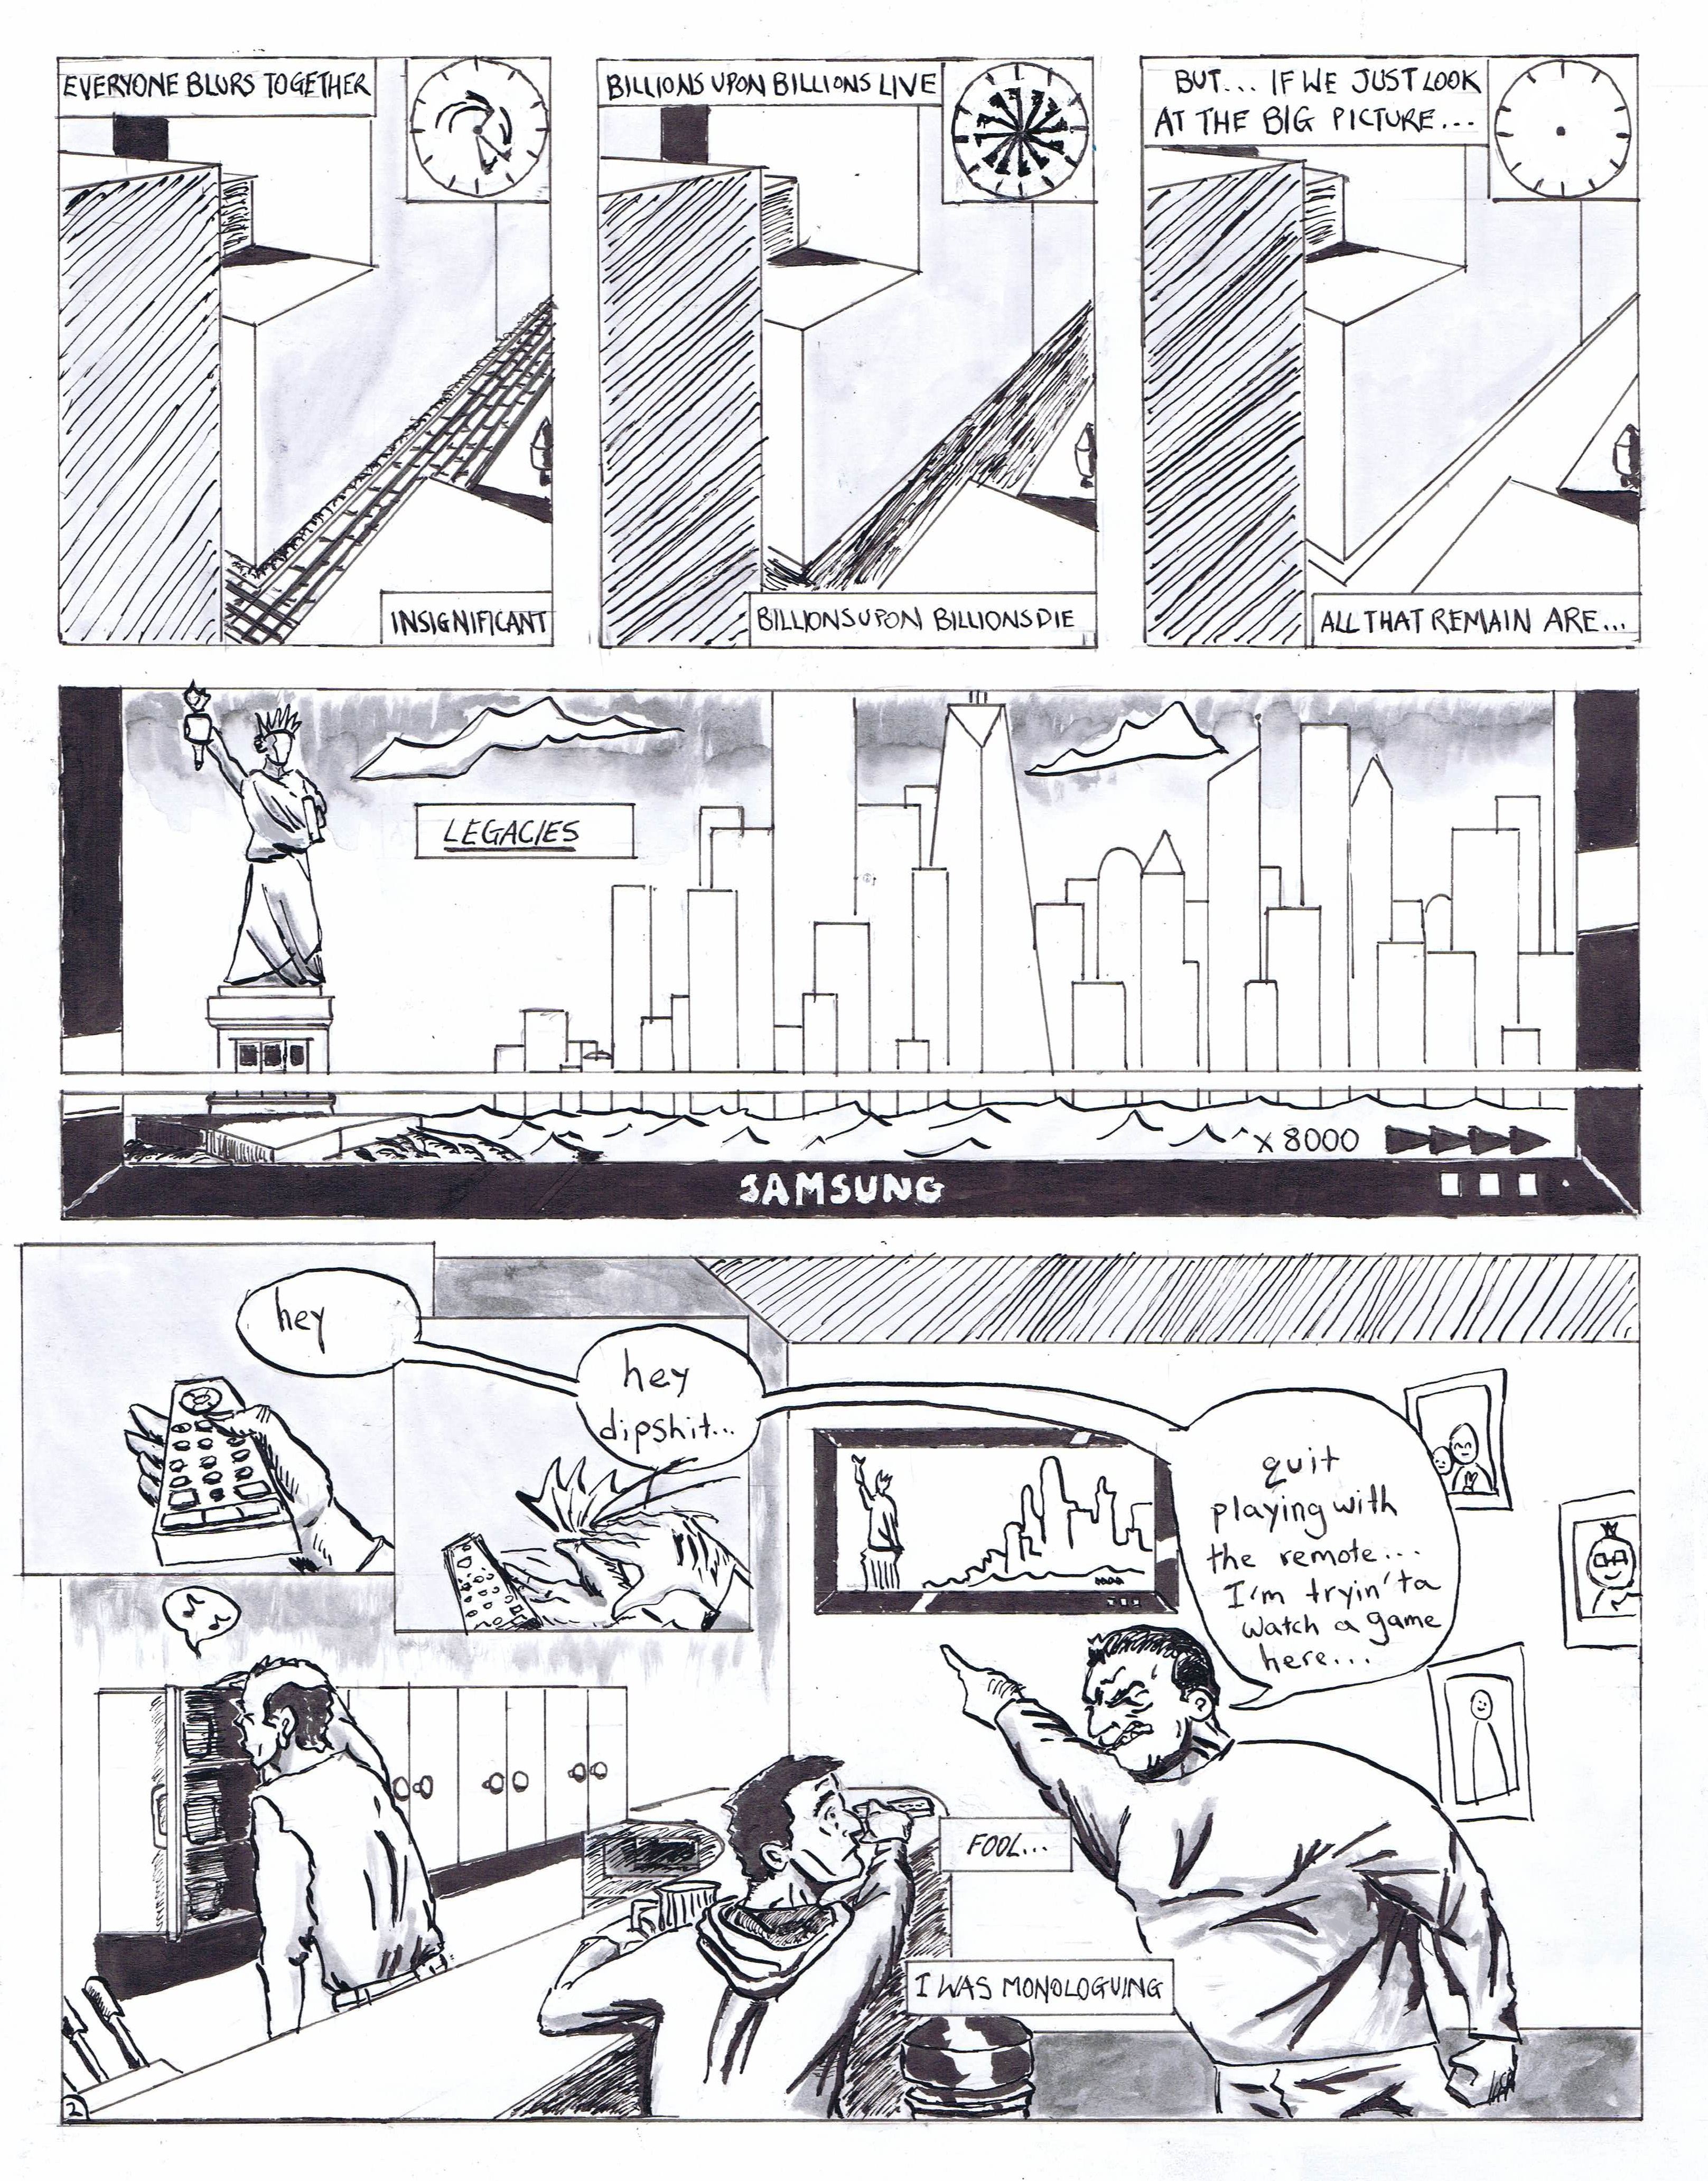 EVERYONE BLURS TOGETHER
INSIGNIFICANT
BILLIONS UPON BILLIONS LIVE
BILLIONS UPON BILLIONS DIE
BUT... IF WE JUST LOOK
AT THE BIG PICTURE...
ALL THAT REMAIN ARE...
LEGACIES
x 8000
SAMSUNG
hey
hey
dipshit...
quit
playing with
the remote...
I'm tryin' ta
watch a game
here...
FOOL...
I WAS MONOLOGUING
2